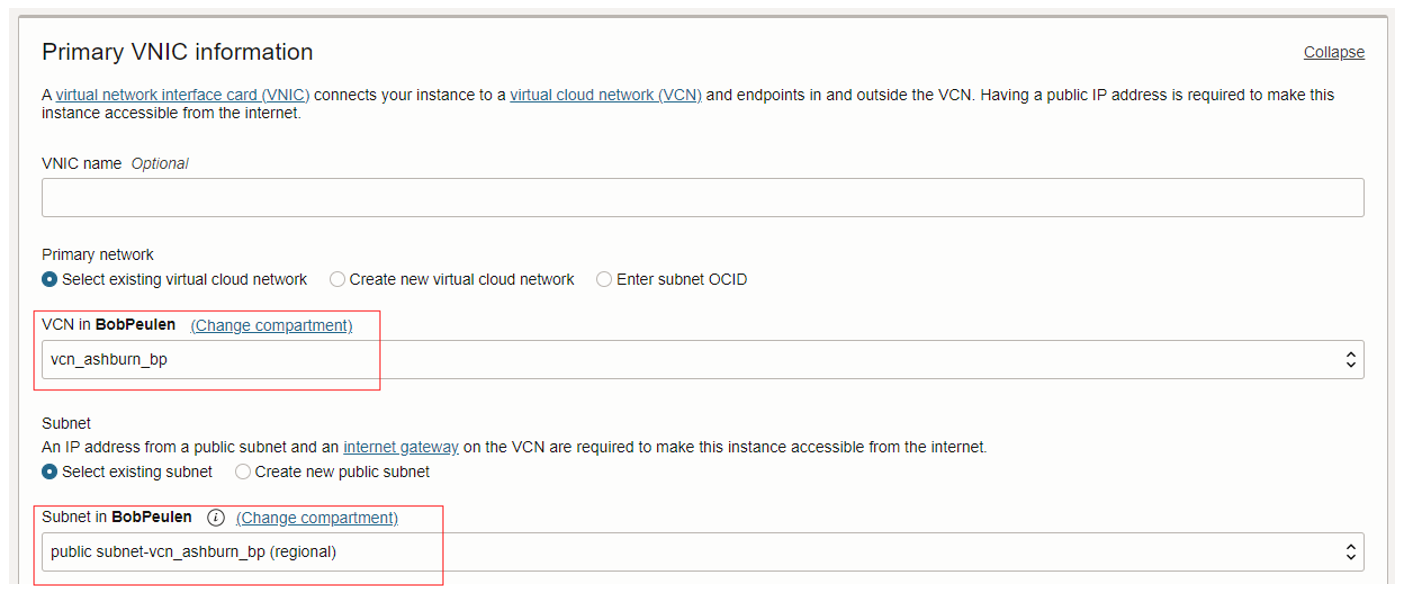 Primary VNIC information
Collapse
A virtual network interface card (VNIC) connects your instance to a virtual cloud network (VCN) and endpoints in and outside the VCN. Having a public IP address is required to make this
instance accessible from the internet.
VNIC name Optional
Primary network
Select existing virtual cloud network Create new virtual cloud network Enter subnet OCID
VCN in BobPeulen (Change compartment)
vcn_ashburn_bp
Subnet
An IP address from a public subnet and an internet gateway on the VCN are required to make this instance accessible from the internet.
Select existing subnet Create new public subnet
Subnet in BobPeulen i (Change compartment)
public subnet-vcn_ashburn_bp (regional)